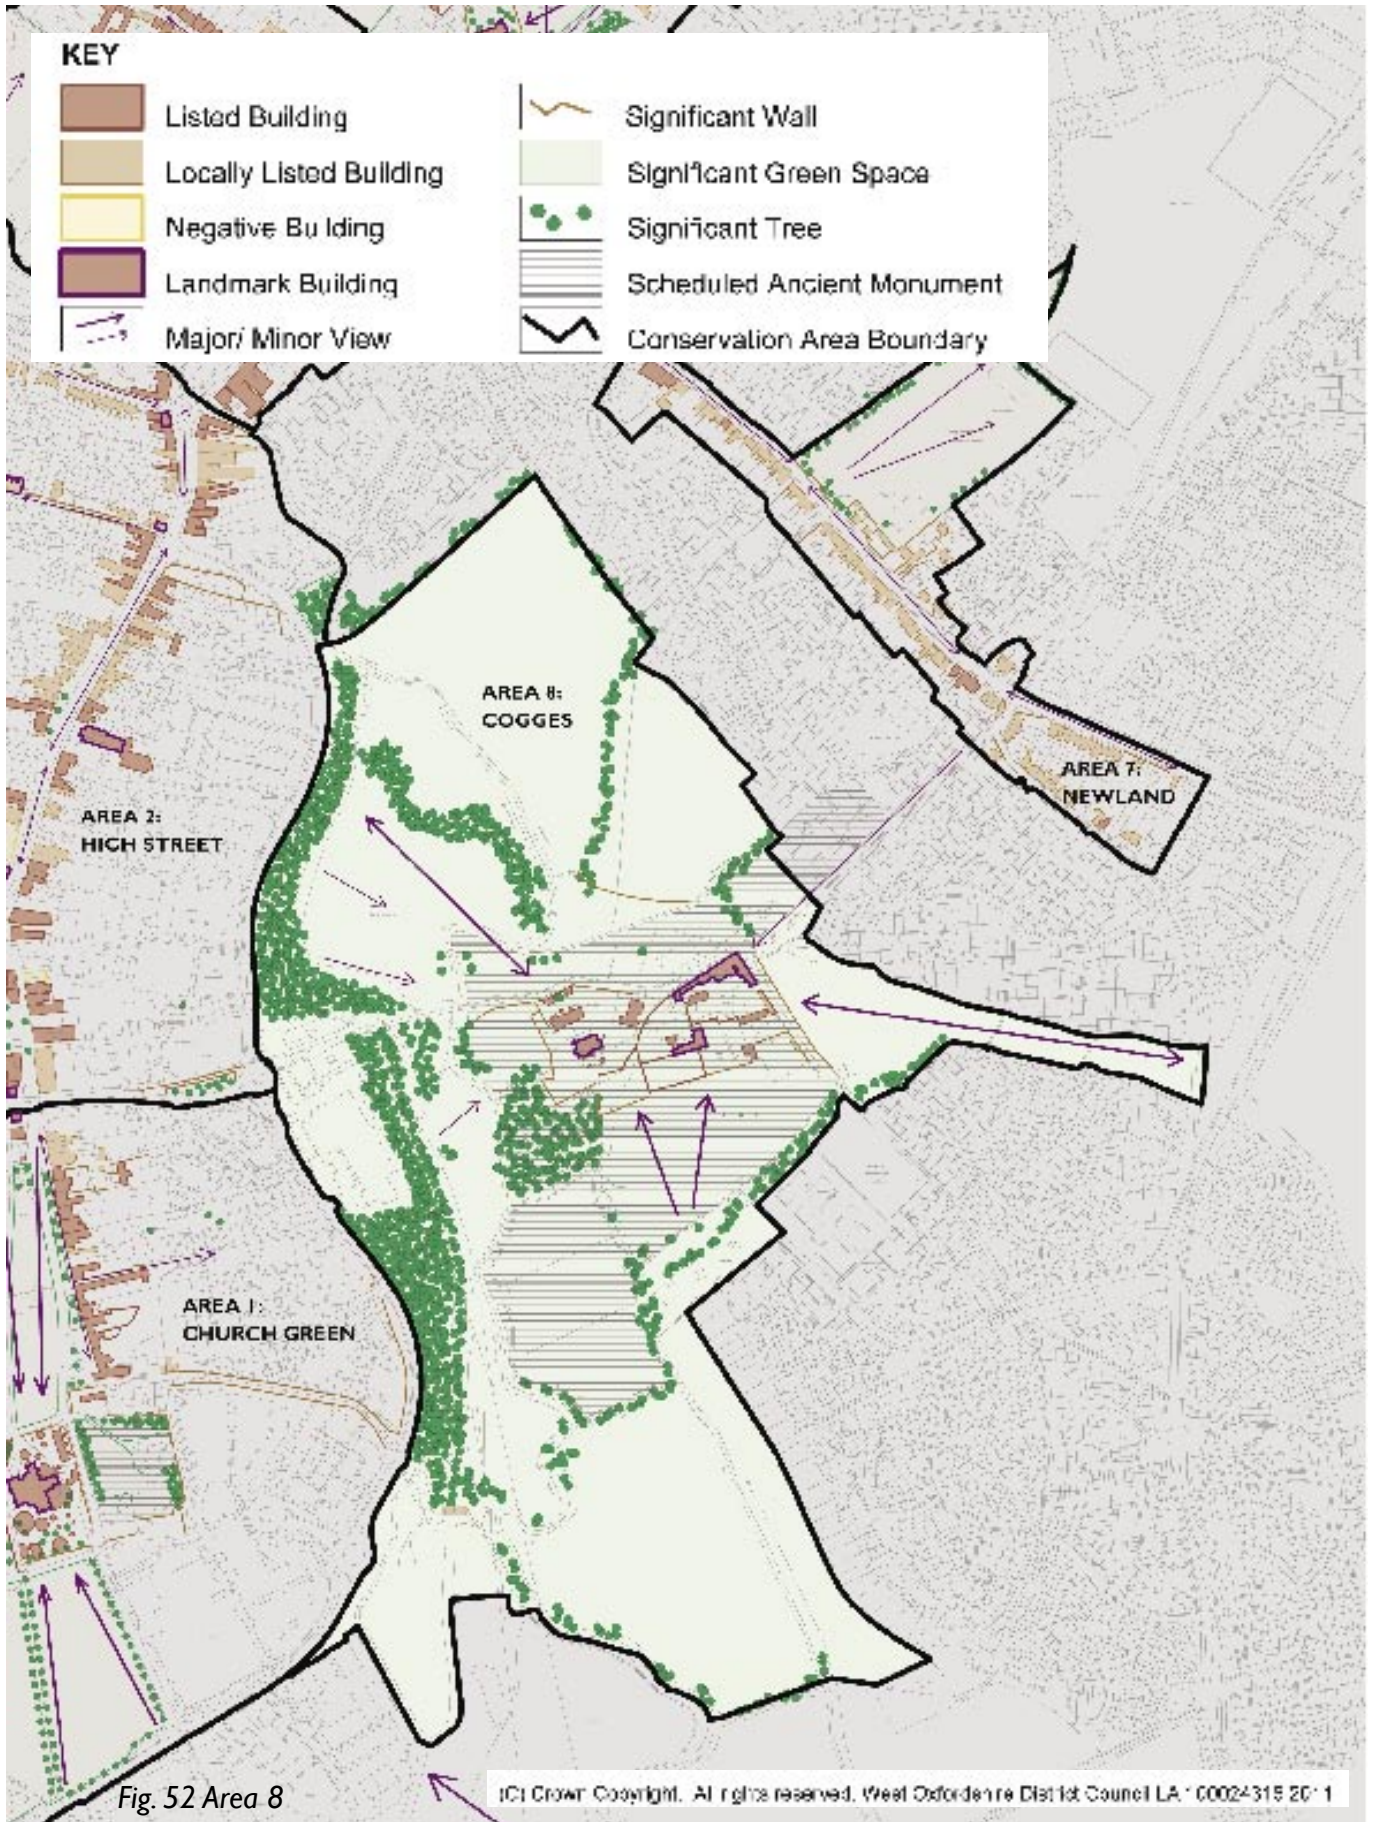 KEY
Listed Building
Locally Listed Building
Negative Building
Landmark Building
Major/ Minor View
Significant Wall
Significant Green Space
Significant Tree
Scheduled Ancient Monument
Conservation Area Boundary
AREA 8:
COGGES
AREA 7:
NEWLAND
AREA 2:
HIGH STREET
AREA 1:
CHURCH GREEN
Fig. 52 Area 8
(C) Crown Copyright. All rights reserved. West Oxfordshire District Council LA 100024316 2011